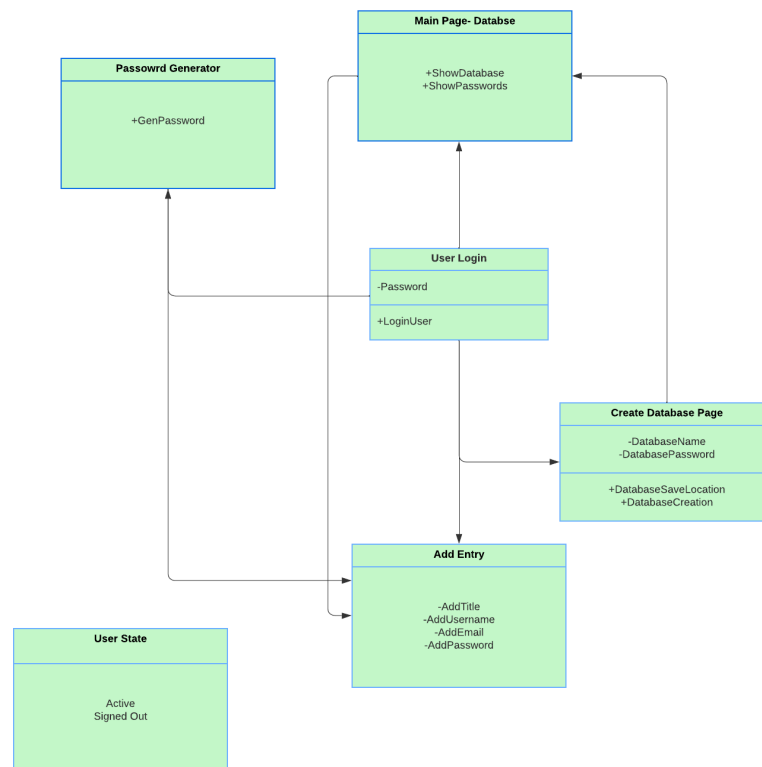 Main Page- Databse
+ShowDatabase
+ShowPasswords
Passowrd Generator
+GenPassword
User Login
-Password
+LoginUser
Create Database Page
-DatabaseName
-DatabasePassword
+DatabaseSaveLocation
+DatabaseCreation
Add Entry
-AddTitle
-AddUsername
-AddEmail
-AddPassword
User State
Active
Signed Out